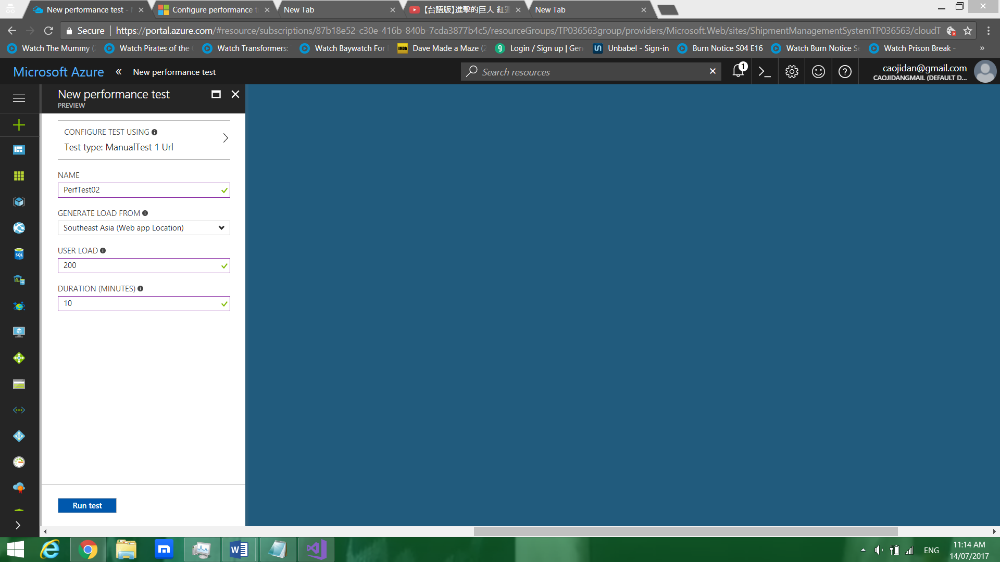 New performance test - M
Configure performance t
New Tab
【台語版】進擊的巨人 紅蓮
New Tab
Secure
https://portal.azure.com/#resource/subscriptions/87b18e52-c30e-416b-840b-7cda3877b4c5/resourceGroups/TP036563group/providers/Microsoft.Web/sites/ShipmentManagementSystemTP036563/cloudT
Watch The Mummy (
Watch Pirates of the
Watch Transformers:
Watch Baywatch For
IMDb
Dave Made a Maze (2
Login / Sign up | Gen
Unbabel - Sign-in
Burn Notice S04 E16
Watch Burn Notice S
Watch Prison Break -
»
Microsoft Azure
«
New performance test
Search resources
1
caojidan@gmail.com
CAOJIDANGMAIL (DEFAULT D...
New performance test
PREVIEW
CONFIGURE TEST USING
Test type: ManualTest 1 Url
NAME
PerfTest02
GENERATE LOAD FROM
Southeast Asia (Web app Location)
USER LOAD
200
DURATION (MINUTES)
10
SQL
Run test
ENG
11:14 AM
14/07/2017